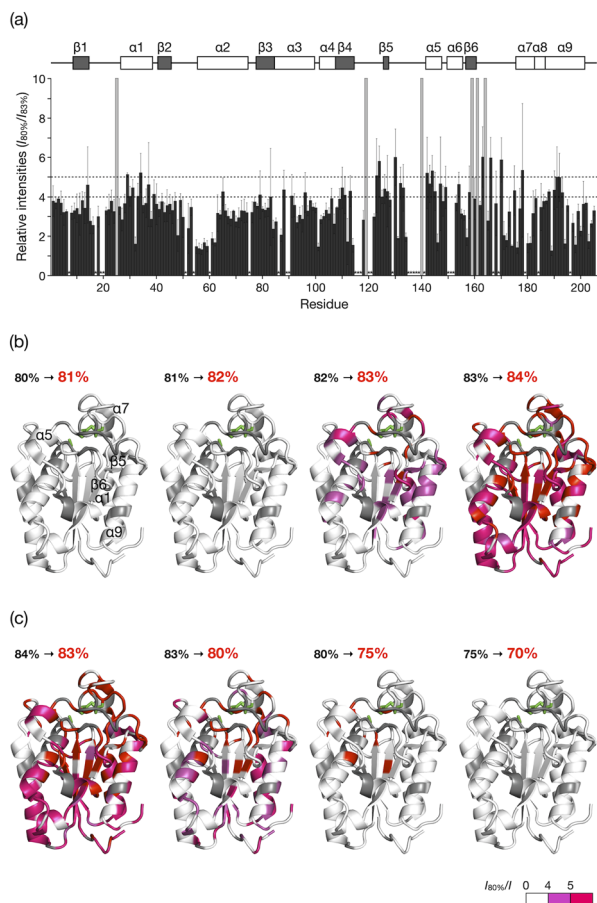 (a)
β1 α1 β2 α2 β3 α3 α4 β4 β5 α5 α6 β6 α7 α8 α9
Relative intensities (I80%/I83%)
10
8
6
5
4
2
0
20 40 60 80 100 120 140 160 180 200
Residue
(b)
80% → 81% 81% → 82% 82% → 83% 83% → 84%
α7
α5
β5
β6
α1
α9
(c)
84% → 83% 83% → 80% 80% → 75% 75% → 70%
I80%/I 0 4 5